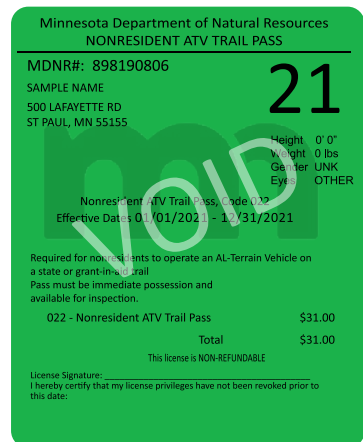 Minnesota Department of Natural Resources
NONRESIDENT ATV TRAIL PASS
MDNR#: 898190806
21
SAMPLE NAME
500 LAFAYETTE RD
ST PAUL, MN 55155
Height 0' 0"
Weight 0 lbs
Gender UNK
Eyes OTHER
mn
VOID
Nonresident ATV Trail Pass, Code 022
Effective Dates 01/01/2021 - 12/31/2021
Required for nonresidents to operate an AL-Terrain Vehicle on
a state or grant-in-aid trail
Pass must be immediate possession and
available for inspection.
022 - Nonresident ATV Trail Pass $31.00
Total $31.00
This license is NON-REFUNDABLE
License Signature: ____________________
I hereby certify that my license privileges have not been revoked prior to
this date: